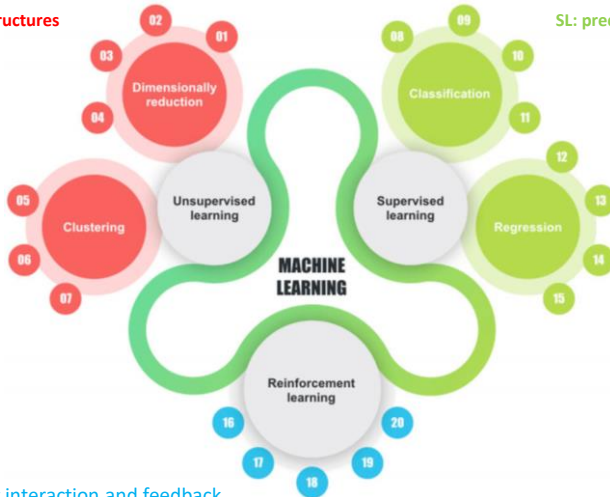 ructures
SL: pred
02
01
03
04
Dimensionally
reduction
09
08
10
11
Classification
05
06
07
Clustering
Unsupervised
learning
Supervised
learning
12
13
14
15
Regression
MACHINE
LEARNING
Reinforcement
learning
16
17
18
19
20
interaction and feedback